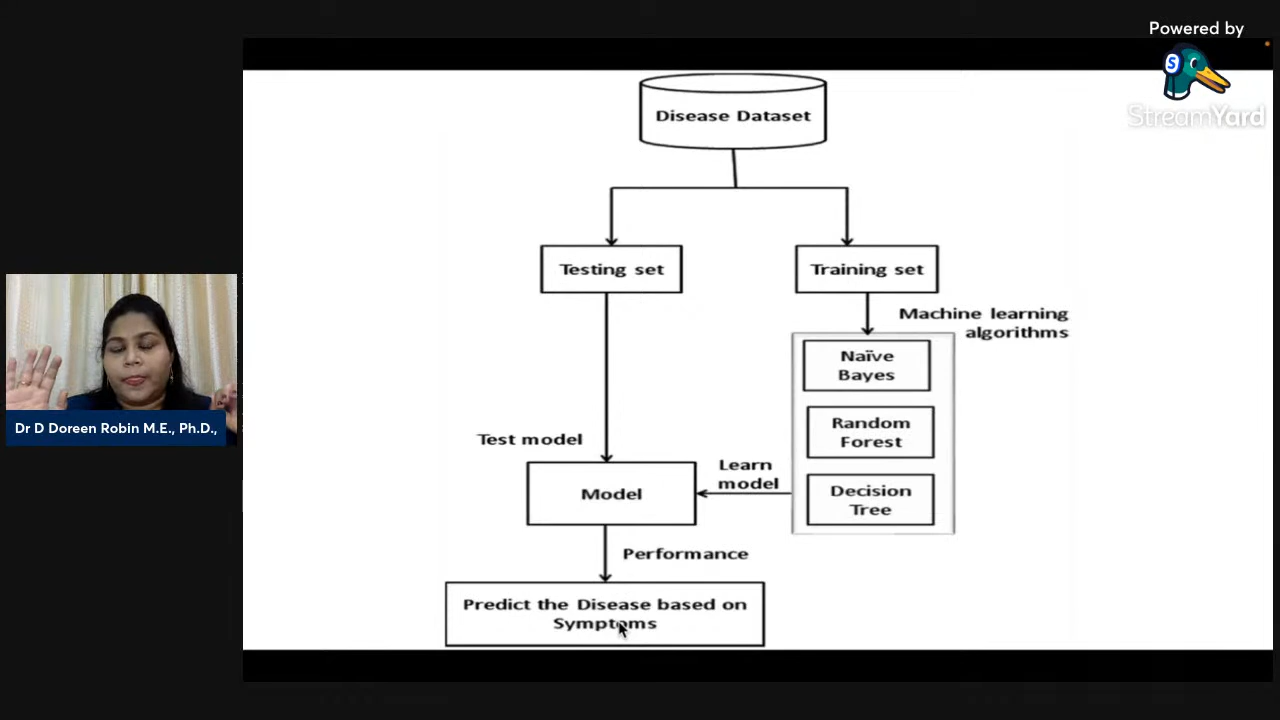 Powered by
StreamYard
Disease Dataset
Testing set
Training set
Machine learning
algorithms
Naïve
Bayes
Random
Forest
Decision
Tree
Learn
model
Test model
Model
Performance
Predict the Disease based on
Symptoms
Dr D Doreen Robin M.E., Ph.D.,
S